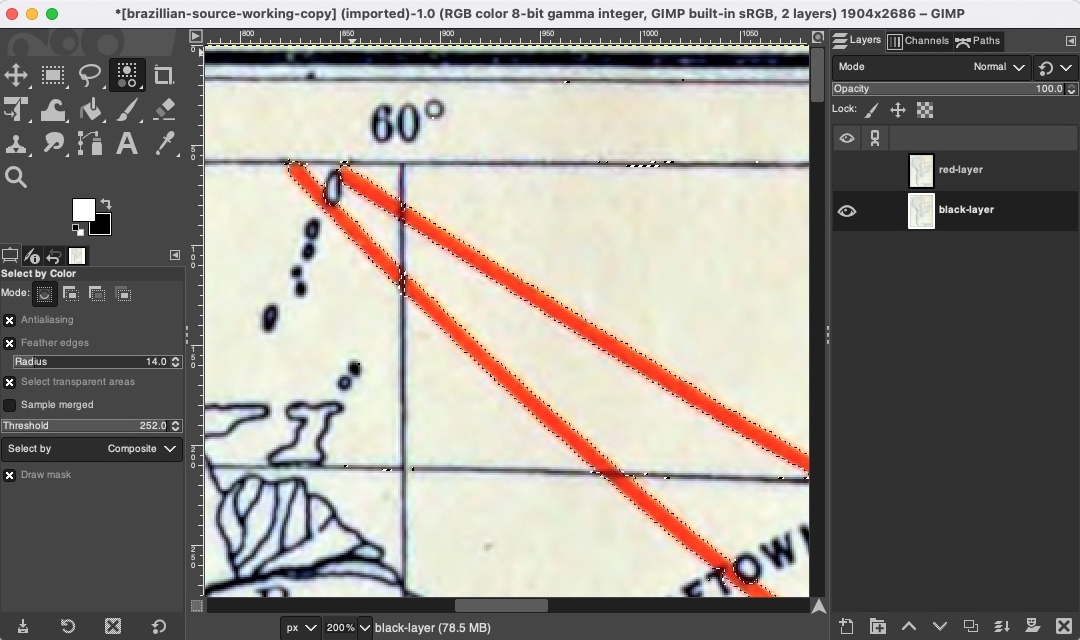 *[brazillian-source-working-copy] (imported)-1.0 (RGB color 8-bit gamma integer, GIMP built-in sRGB, 2 layers) 1904x2686 – GIMP
800 850 900 950 1000 1050
60°
Layers Channels Paths
Mode Normal
Opacity 100.0
Lock:
red-layer
black-layer
Select by Color
Mode:
Antialiasing
Feather edges
Radius 14.0
Select transparent areas
Sample merged
Threshold 252.0
Select by Composite
Draw mask
px 200% black-layer (78.5 MB)